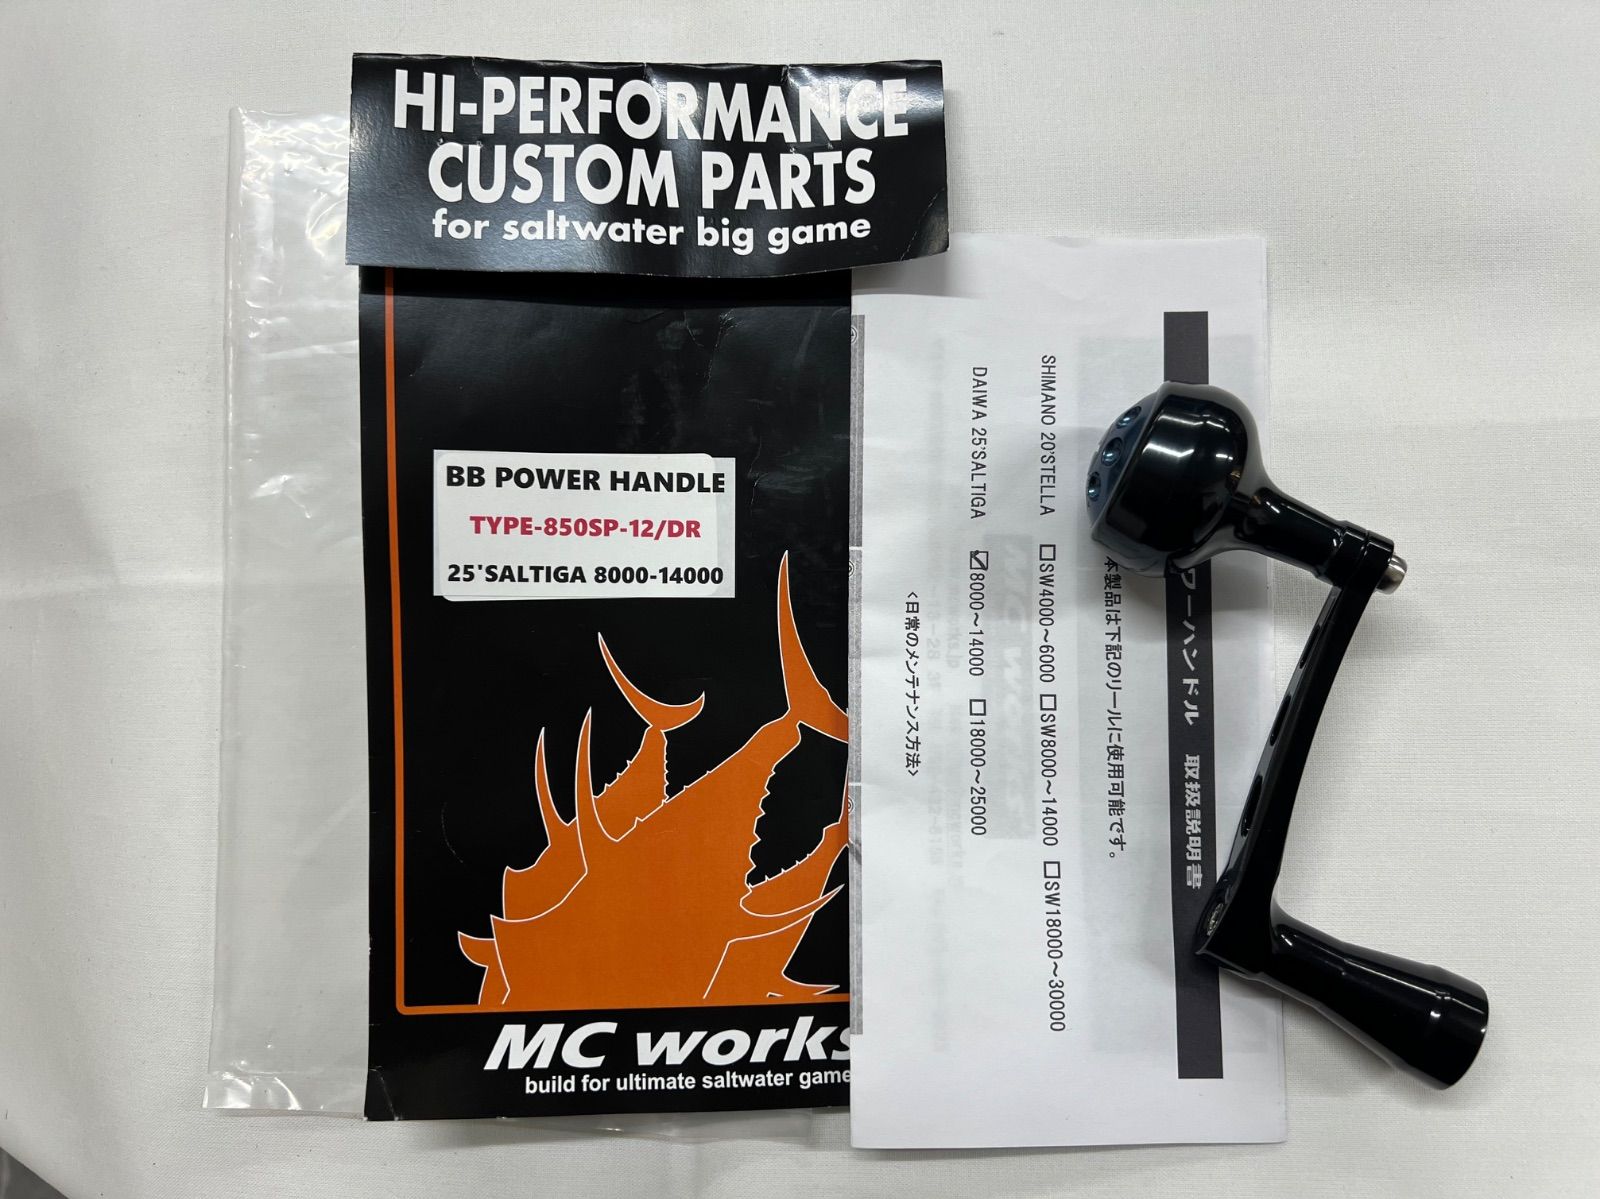 HI-PERFORMANCE
CUSTOM PARTS
for saltwater big game
BB POWER HANDLE
TYPE-850SP-12/DR
25'SALTIGA 8000-14000
MC works
build for ultimate saltwater game
ワーハンドル 取扱説明書
本製品は下記のリールに使用可能です。
SHIMANO 20'STELLA □SW4000～6000 □SW8000～14000 □SW18000～30000
DAIWA 25'SALTIGA ☑8000～14000 □18000～25000
<日常のメンテナンス方法>